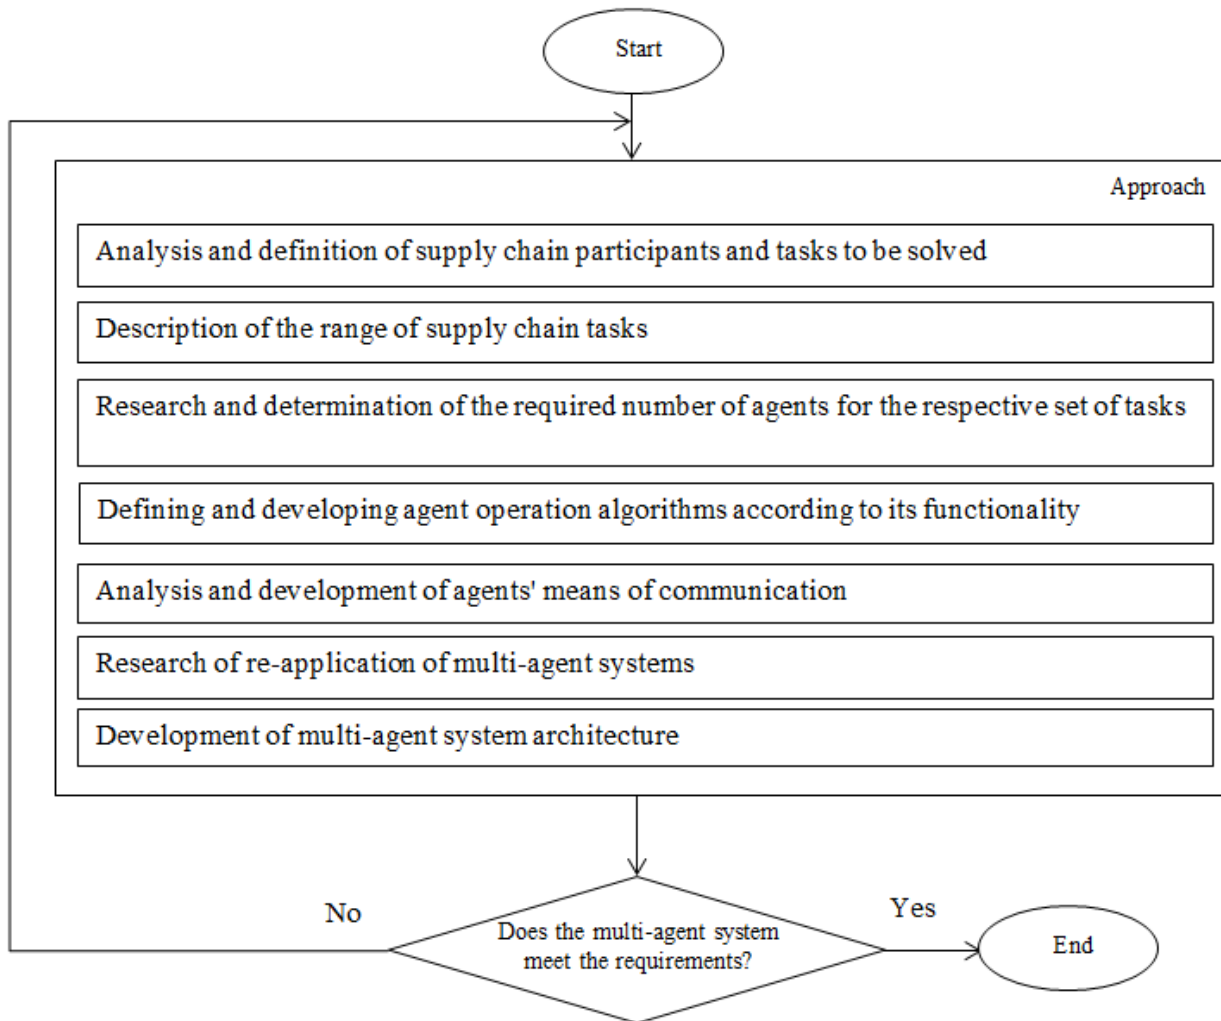 Start
Approach
Analysis and definition of supply chain participants and tasks to be solved
Description of the range of supply chain tasks
Research and determination of the required number of agents for the respective set of tasks
Defining and developing agent operation algorithms according to its functionality
Analysis and development of agents' means of communication
Research of re-application of multi-agent systems
Development of multi-agent system architecture
No
Does the multi-agent system
meet the requirements?
Yes
End